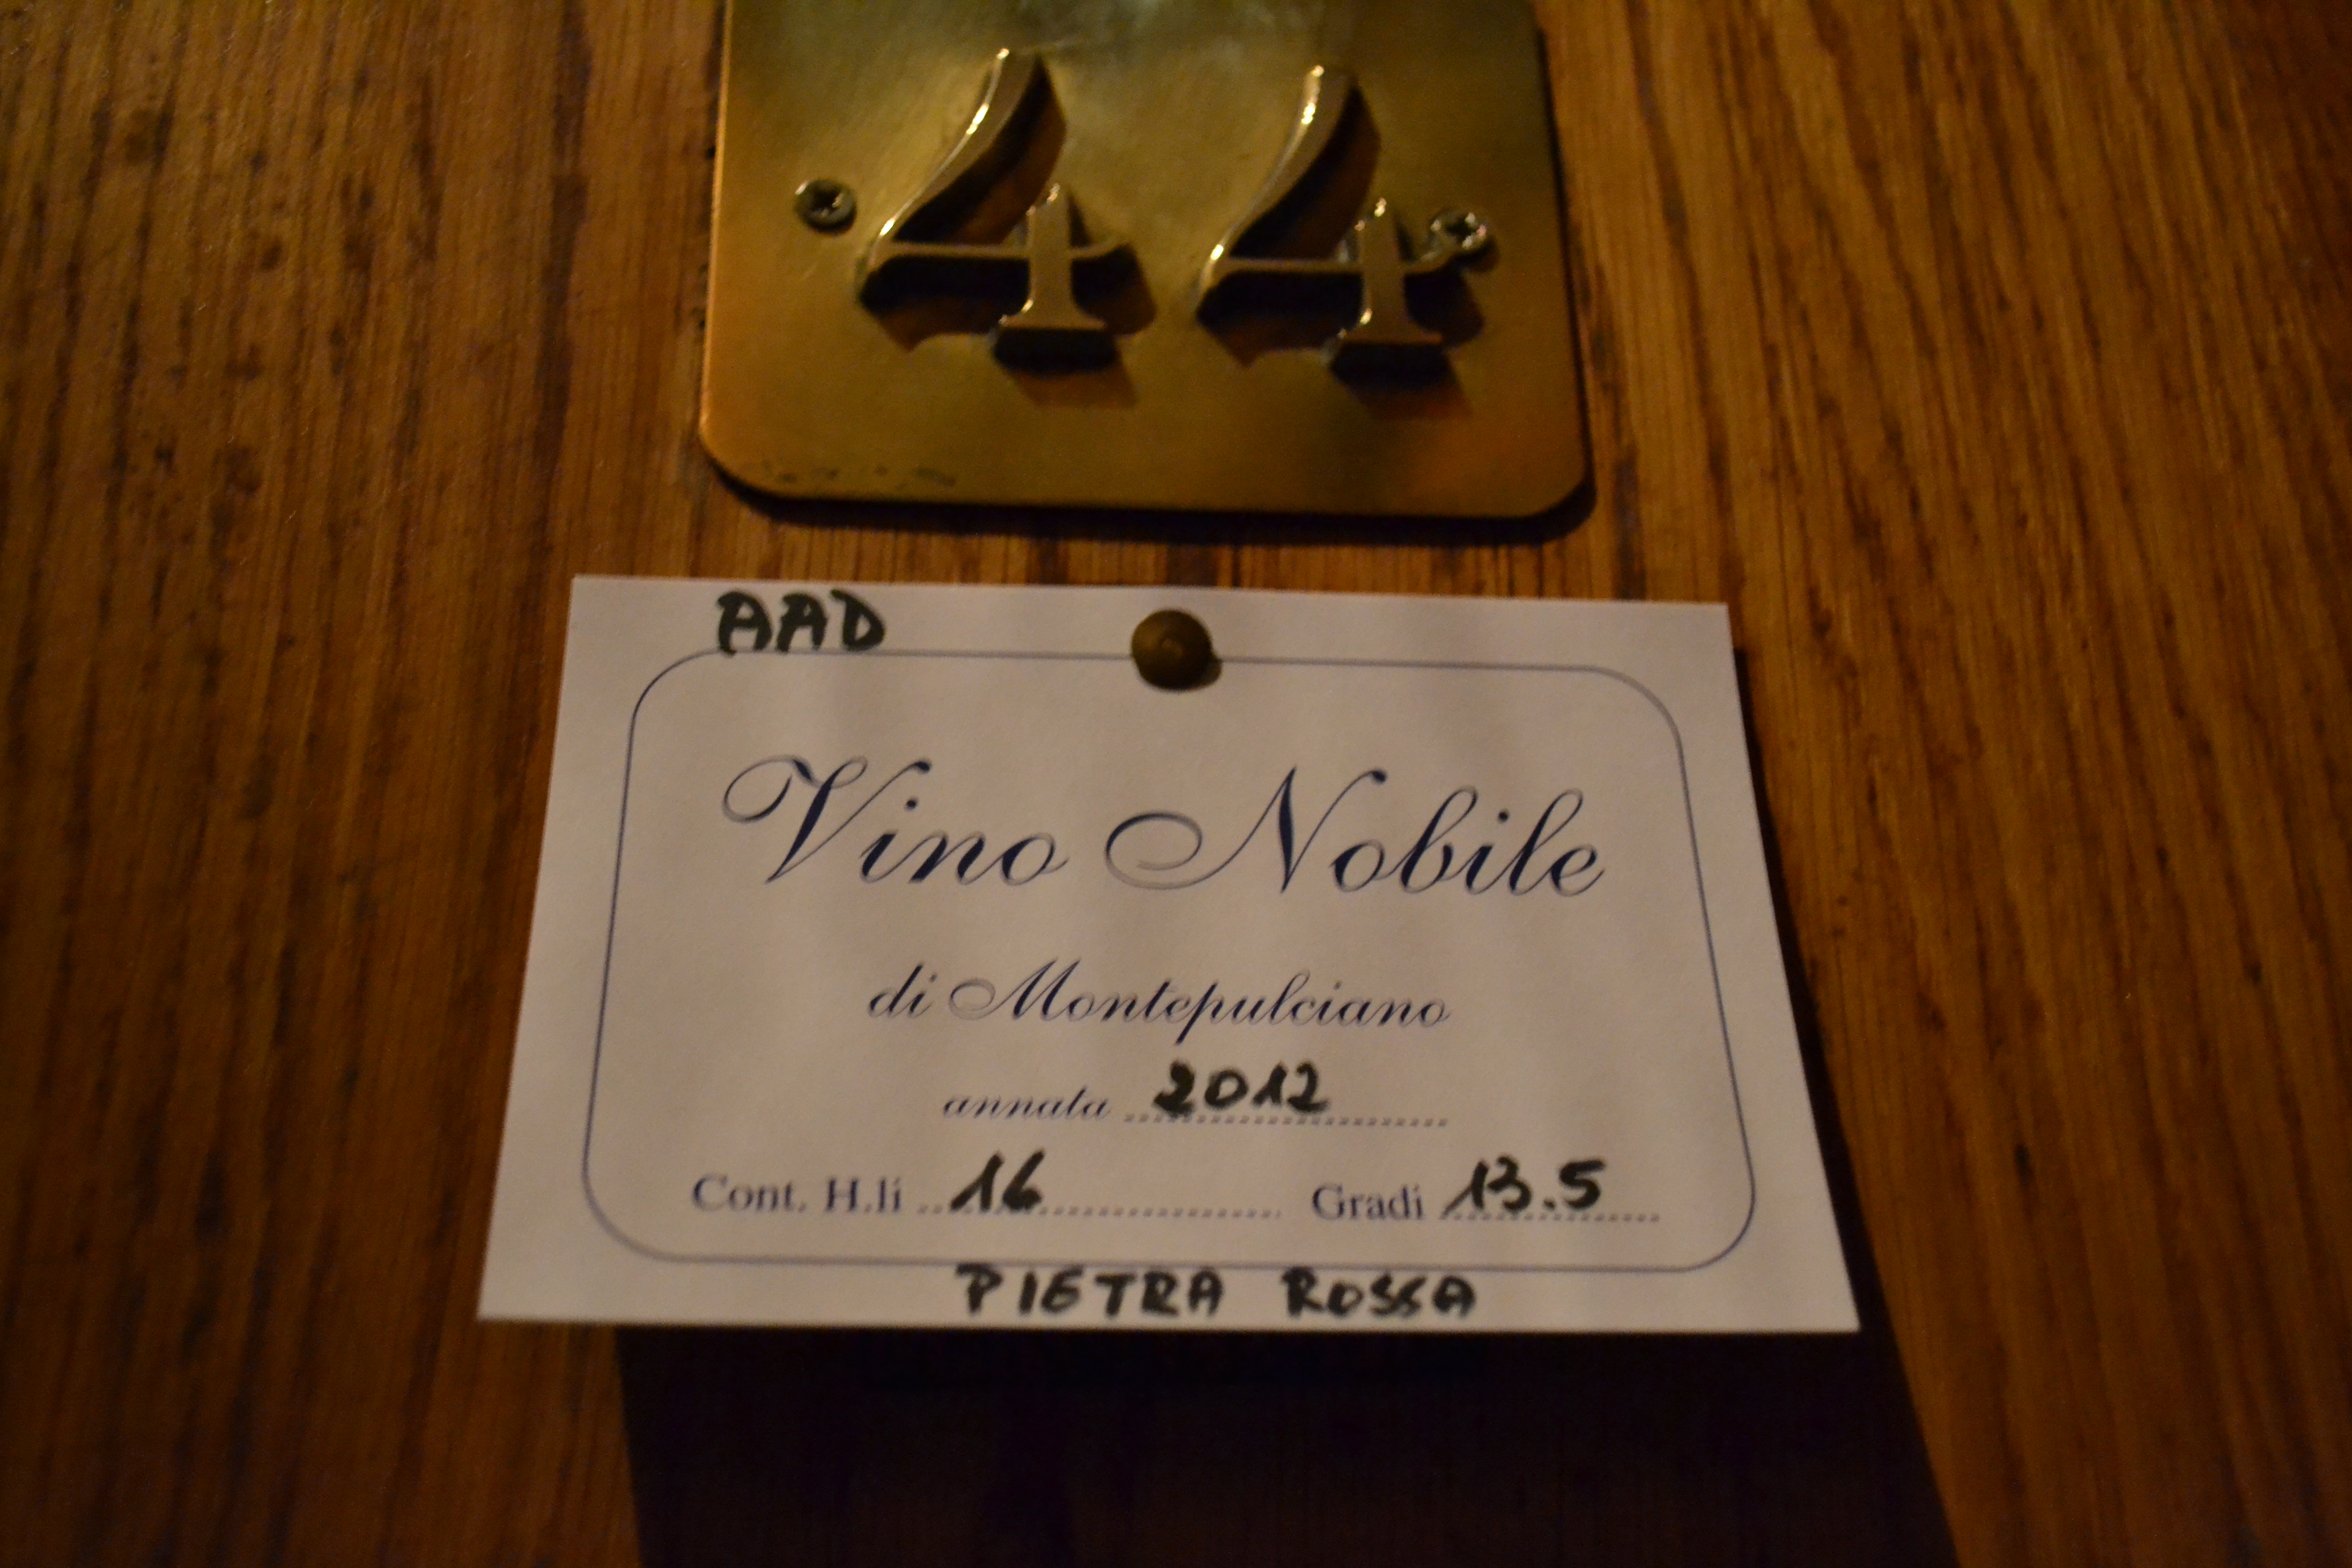 44
AAD
Vino Nobile
di Montepulciano
annata 2012
Cont. H.li 16 Gradi 13.5
PIETRA ROSSA